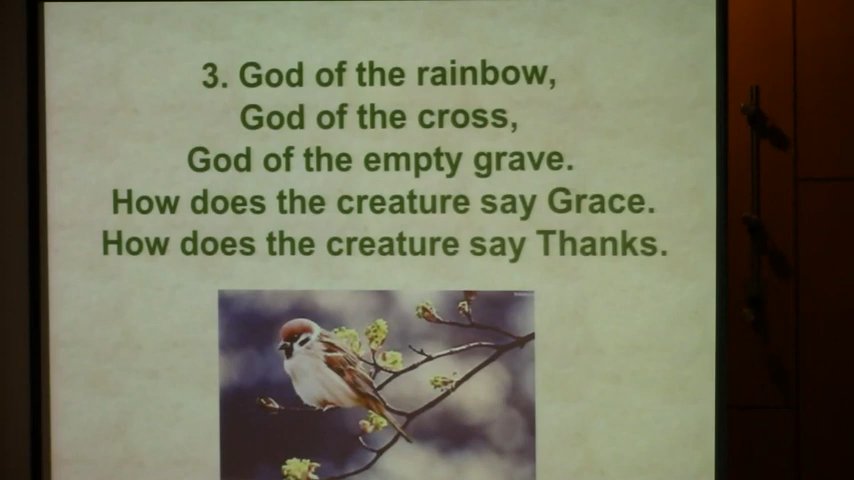 3. God of the rainbow,
God of the cross,
God of the empty grave.
How does the creature say Grace.
How does the creature say Thanks.